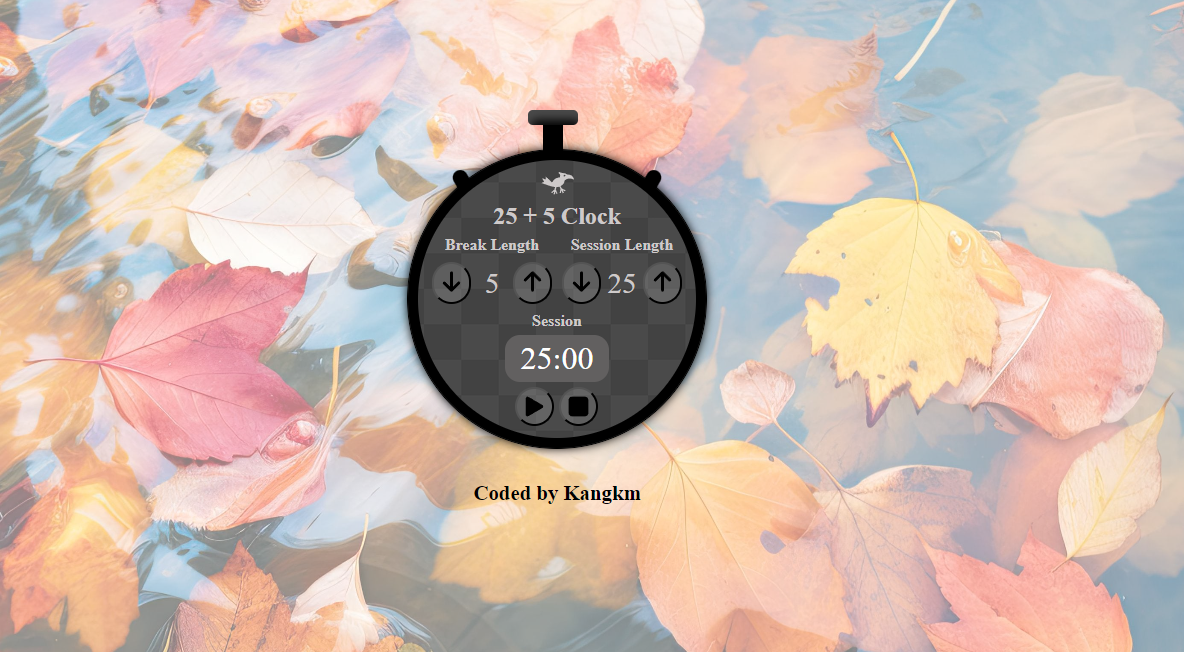 25 + 5 Clock
Break Length Session Length
5 25
Session
25:00
Coded by Kangkm